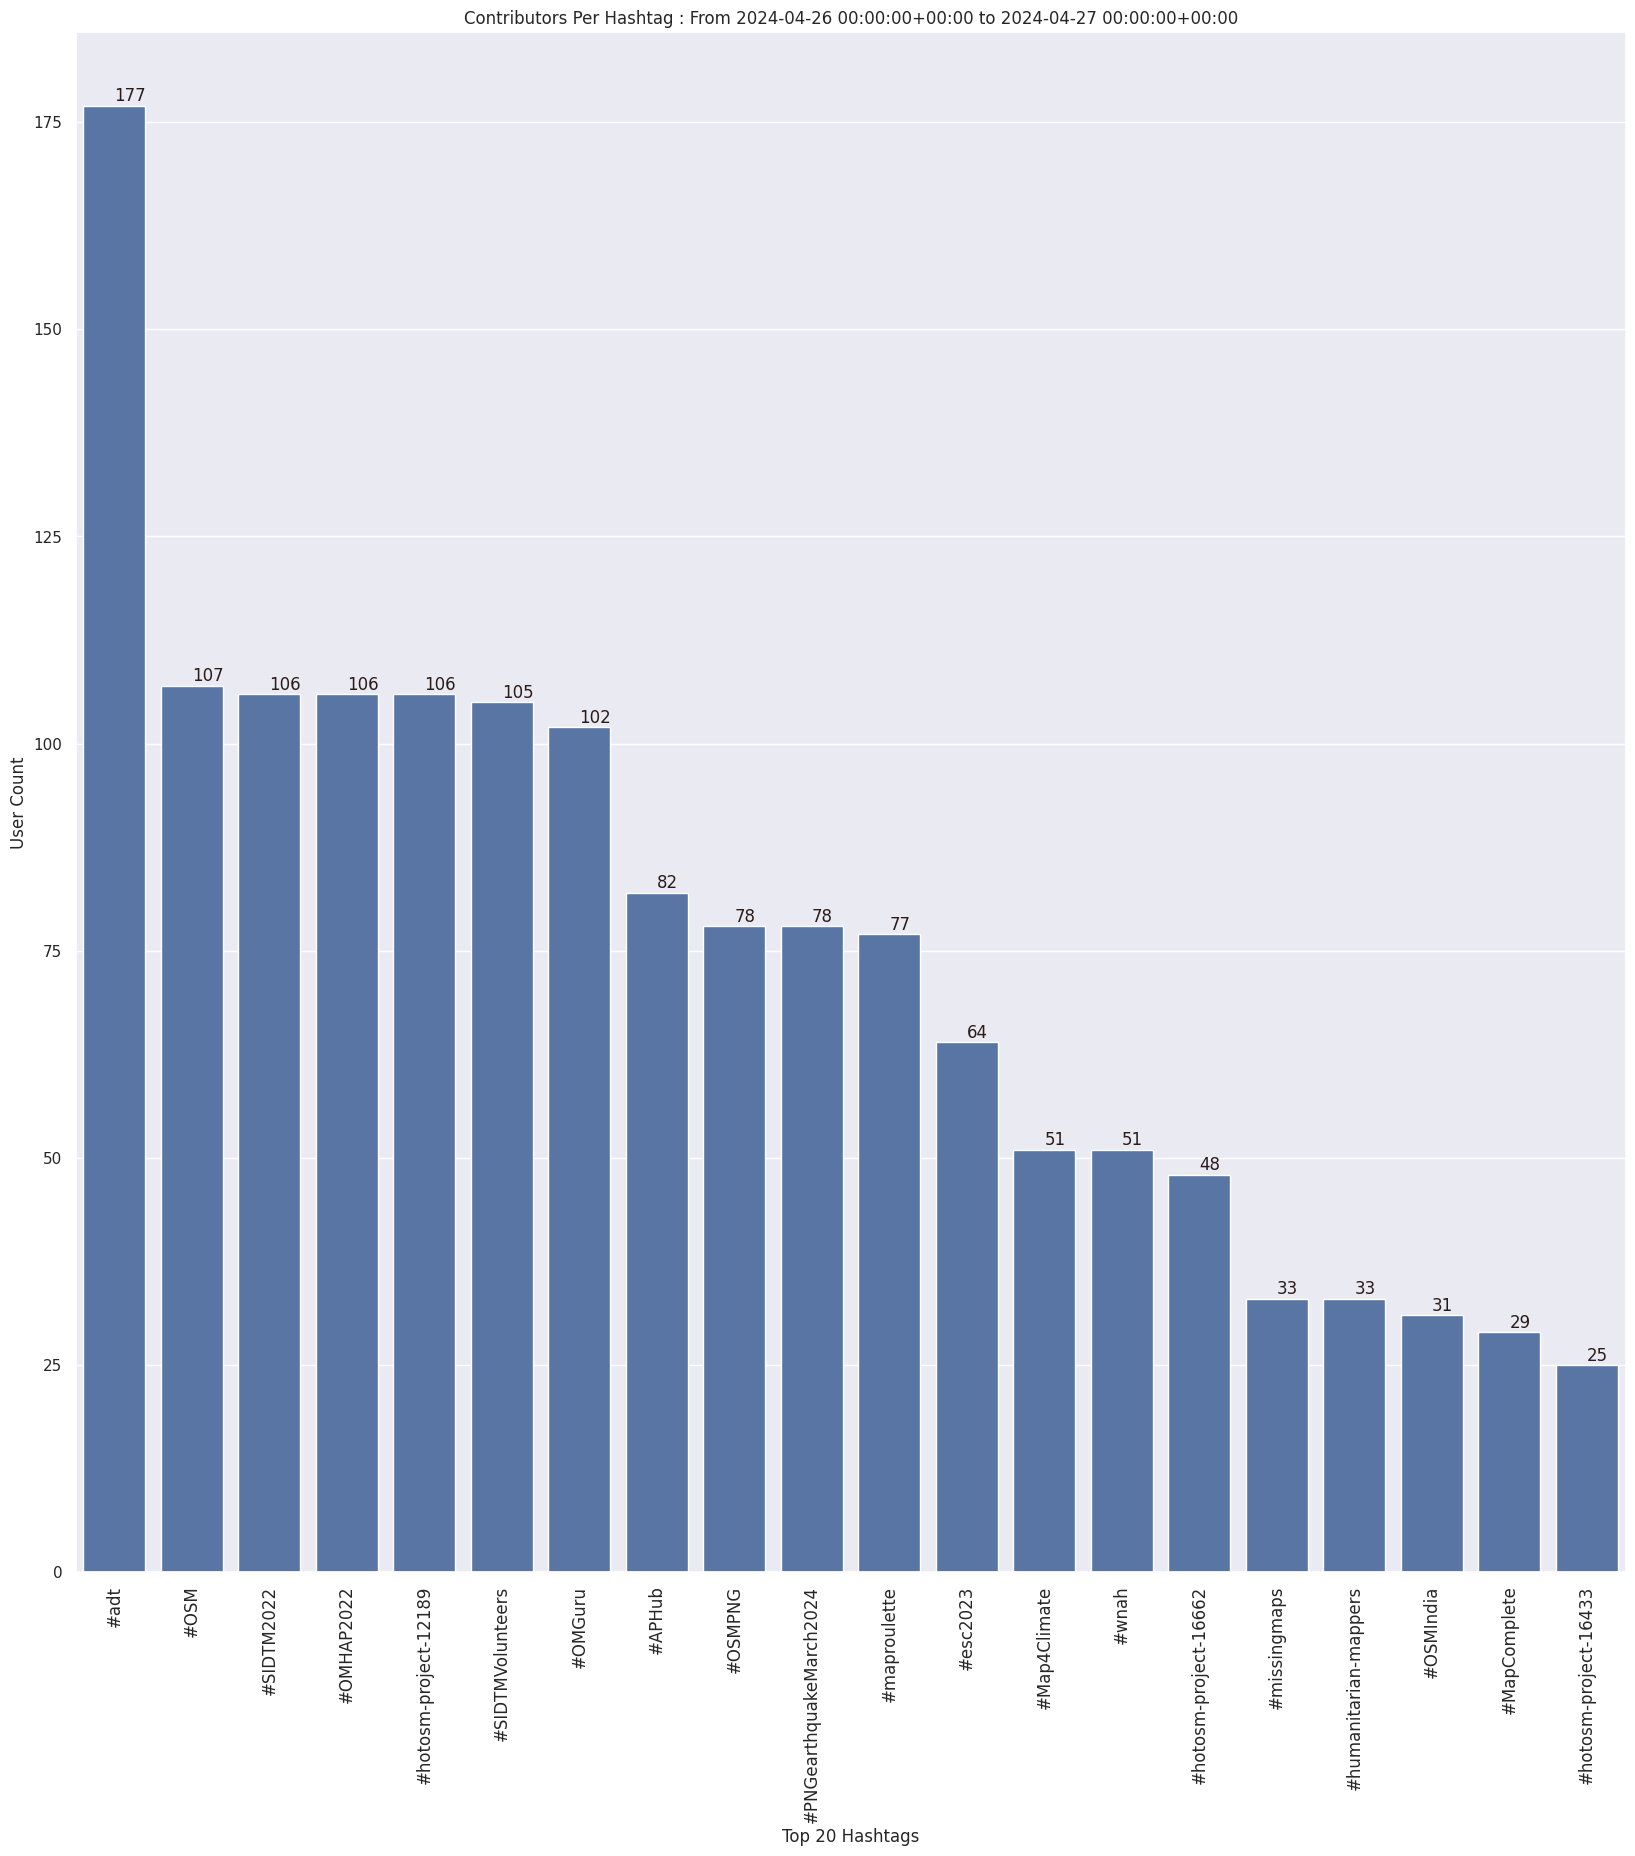 Contributors Per Hashtag : From 2024-04-26 00:00:00+00:00 to 2024-04-27 00:00:00+00:00
User Count
175
150
125
100
75
50
25
0
177
107
106
106
106
105
102
82
78
78
77
64
51
51
48
33
33
31
29
25
#adt
#OSM
#SIDTM2022
#OMHAP2022
#hotosm-project-12189
#SIDTMVolunteers
#OMGuru
#APHub
#OSMPNG
#PNGearthquakeMarch2024
#maproulette
#esc2023
#Map4Climate
#wnah
#hotosm-project-16662
#missingmaps
#humanitarian-mappers
#OSMIndia
#MapComplete
#hotosm-project-16433
Top 20 Hashtags